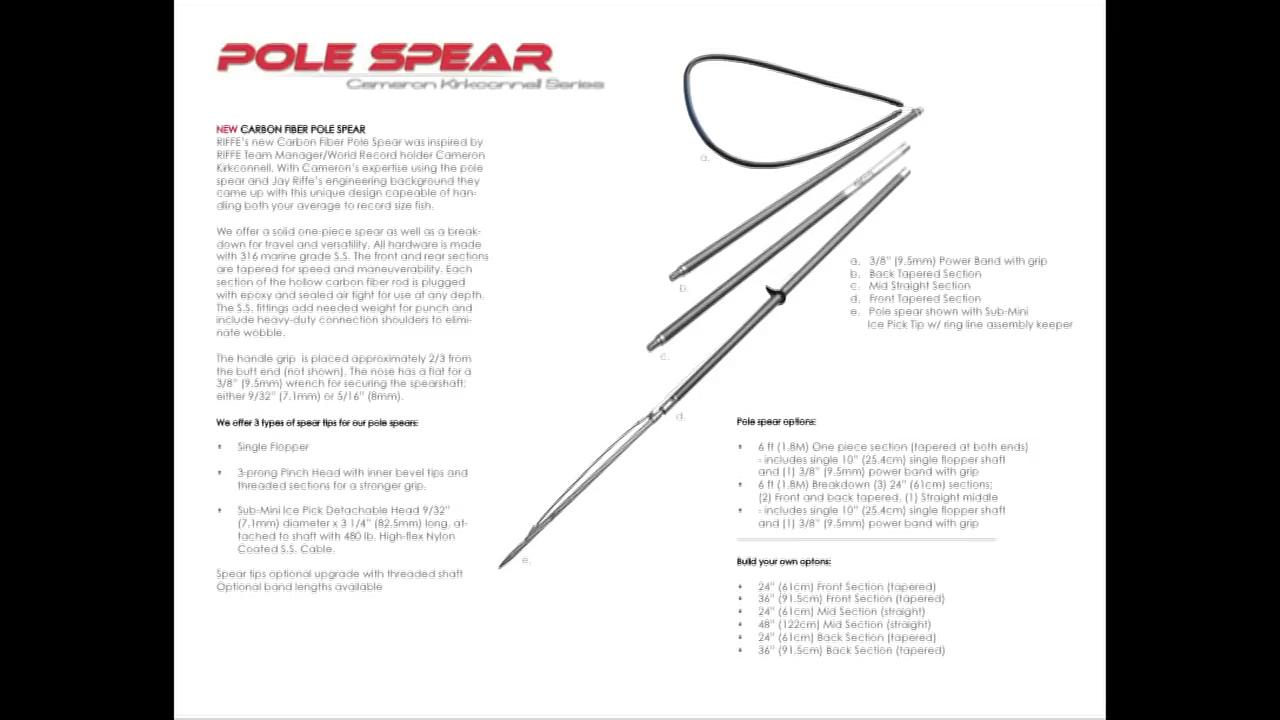 POLE SPEAR
Cameron Kirkconnell Series
NEW CARBON FIBER POLE SPEAR
RIFFE's new Carbon Fiber Pole Spear was inspired by
RIFFE Team Manager/World Record holder Cameron
Kirkconnell. With Cameron's expertise using the pole
spear and Jay Riffe's engineering background they
came up with this unique design capeable of han-
dling both your average to record size fish.
We offer a solid one-piece spear as well as a break-
down for travel and versatility. All hardware is made
with 316 marine grade S.S. The front and rear sections
are tapered for speed and maneuverability. Each
section of the hollow carbon fiber rod is plugged
with epoxy and sealed air tight for use at any depth.
The S.S. fittings add needed weight for punch and
include heavy-duty connection shoulders to elimi-
nate wobble.
The handle grip is placed approximately 2/3 from
the butt end (not shown). The nose has a flat for a
3/8" (9.5mm) wrench for securing the spearshaft;
either 9/32" (7.1mm) or 5/16" (8mm).
We offer 3 types of spear tips for our pole spears:
• Single Flopper
• 3-prong Pinch Head with inner bevel tips and
threaded sections for a stronger grip.
• Sub-Mini Ice Pick Detachable Head 9/32"
(7.1mm) diameter x 3 1/4" (82.5mm) long, at-
tached to shaft with 480 lb. High-flex Nylon
Coated S.S. Cable.
Spear tips optional upgrade with threaded shaft
Optional band lengths available
a.
b.
c.
d.
e.
a. 3/8" (9.5mm) Power Band with grip
b. Back Tapered Section
c. Mid Straight Section
d. Front Tapered Section
e. Pole spear shown with Sub-Mini
Ice Pick Tip w/ ring line assembly keeper
Pole spear options:
• 6 ft (1.8M) One piece section (tapered at both ends)
- includes single 10" (25.4cm) single flopper shaft
and (1) 3/8" (9.5mm) power band with grip
• 6 ft (1.8M) Breakdown (3) 24" (61cm) sections;
(2) Front and back tapered, (1) Straight middle
• - includes single 10" (25.4cm) single flopper shaft
and (1) 3/8" (9.5mm) power band with grip
Build your own optons:
• 24" (61cm) Front Section (tapered)
• 36" (91.5cm) Front Section (tapered)
• 24" (61cm) Mid Section (straight)
• 48" (122cm) Mid Section (straight)
• 24" (61cm) Back Section (tapered)
• 36" (91.5cm) Back Section (tapered)